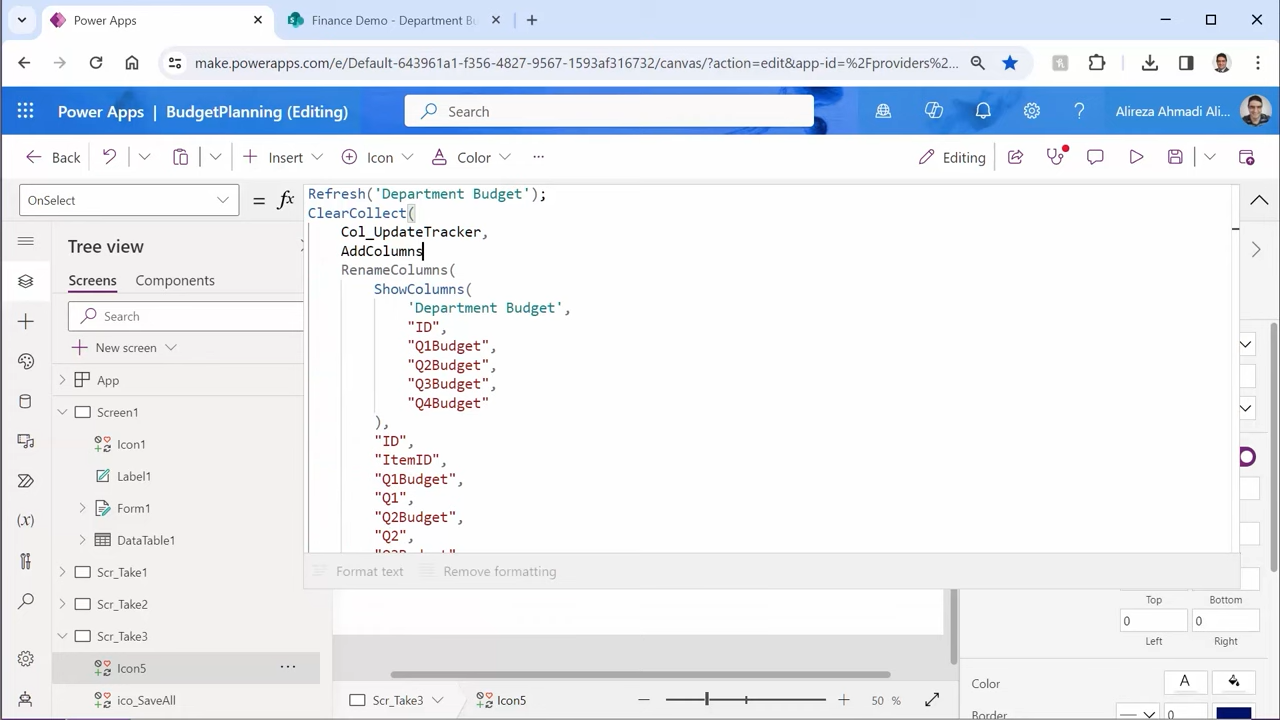 Power Apps
Finance Demo - Department Bu
make.powerapps.com/e/Default-643961a1-f356-4827-9567-1593af316732/canvas/?action=edit&app-id=%2Fproviders%2...
Power Apps | BudgetPlanning (Editing)
Search
Alireza Ahmadi Ali...
Back
Insert
Icon
Color
...
Editing
OnSelect
= fx
Refresh('Department Budget');
ClearCollect(
Col_UpdateTracker,
AddColumns
RenameColumns(
ShowColumns(
'Department Budget',
"ID",
"Q1Budget",
"Q2Budget",
"Q3Budget",
"Q4Budget"
),
"ID",
"ItemID",
"Q1Budget",
"Q1",
"Q2Budget",
"Q2",
"Q3Budget",
Format text
Remove formatting
Tree view
Screens
Components
Search
New screen
App
Screen1
Icon1
Label1
Form1
DataTable1
Scr_Take1
Scr_Take2
Scr_Take3
Icon5
...
ico_SaveAll
Top
Bottom
0
0
Left
Right
Color
A
Border
0
Scr_Take3
Icon5
50 %